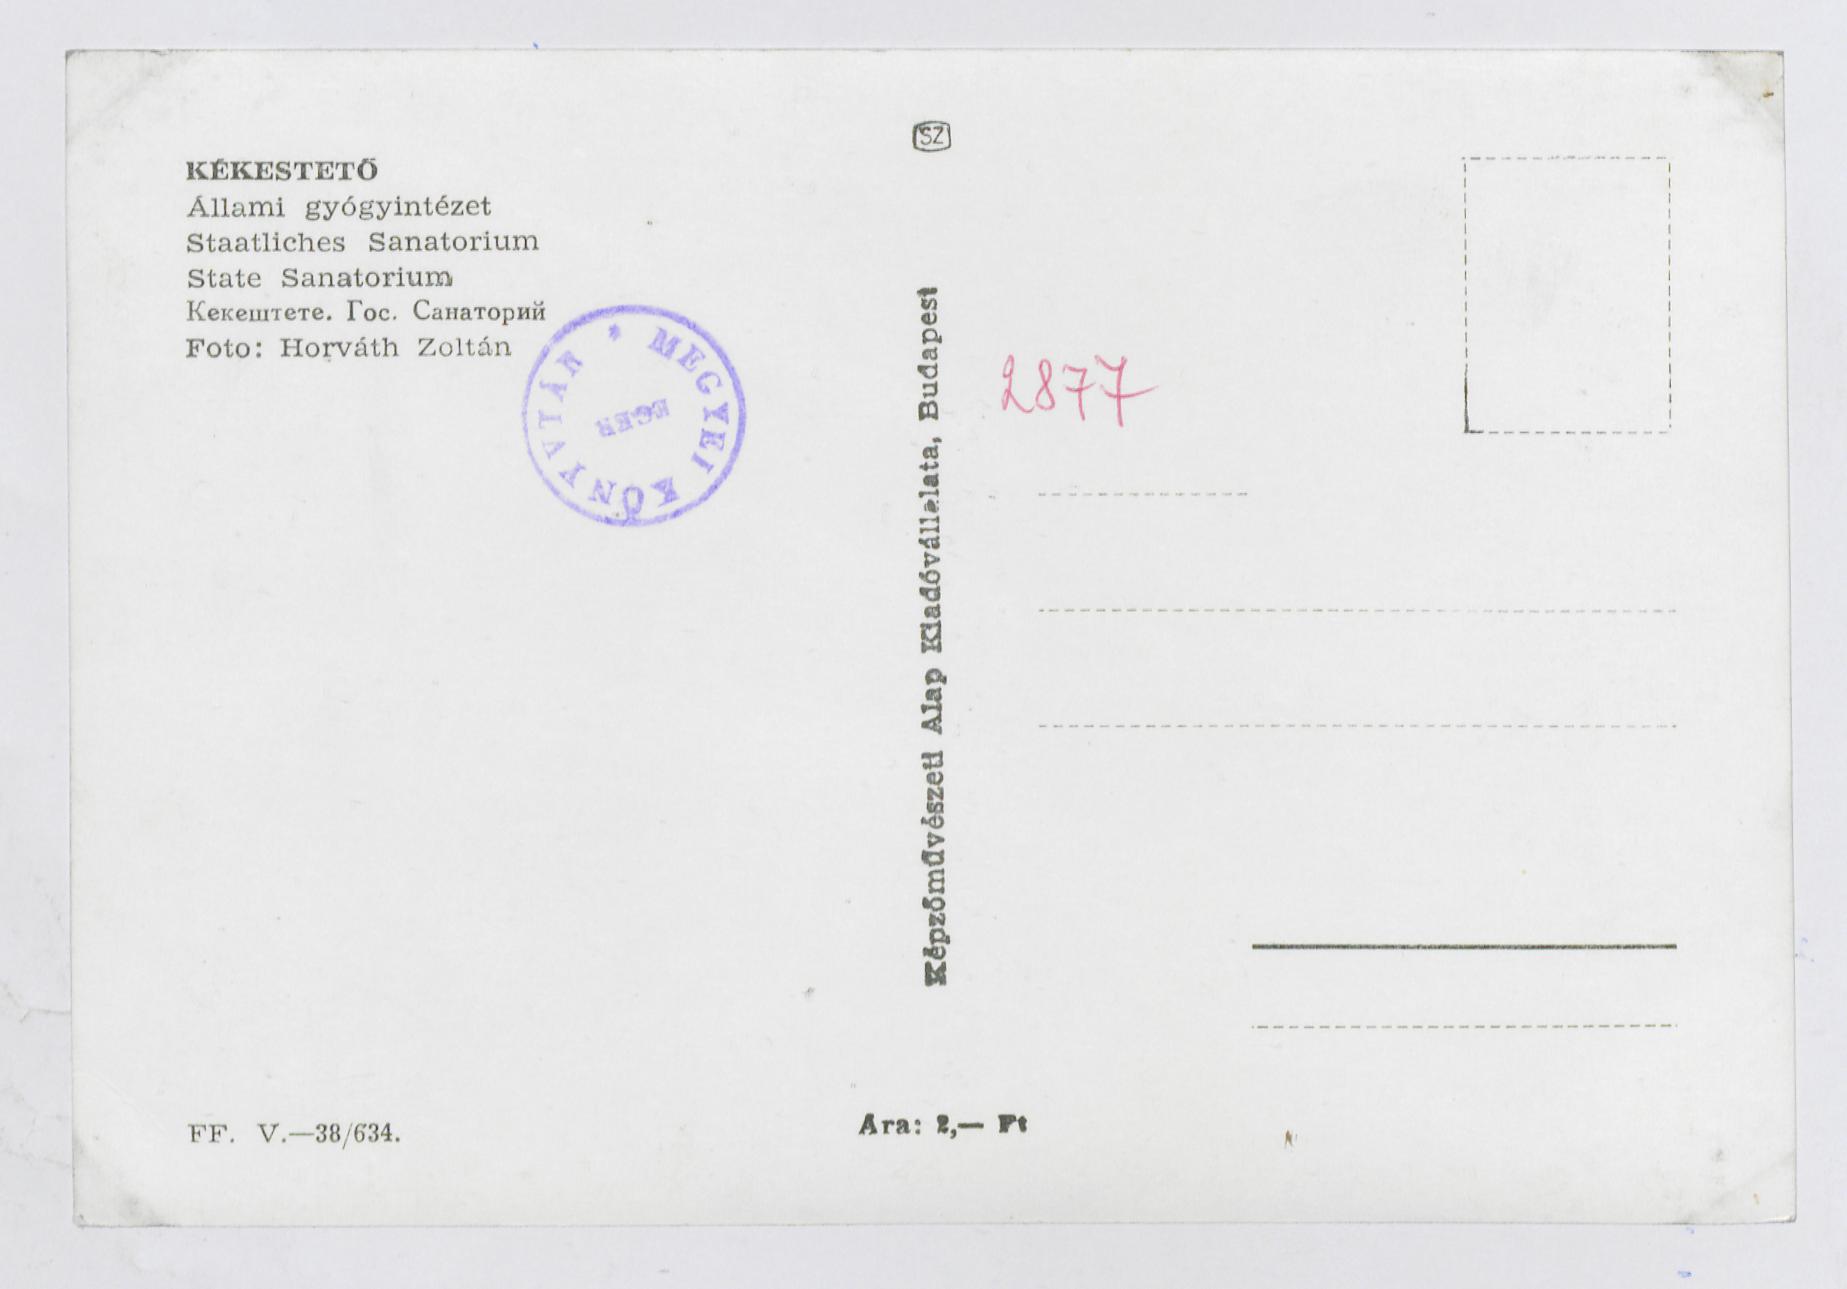 KÉKESTETŐ
Állami gyógyintézet
Staatliches Sanatorium
State Sanatorium
Кекештете. Гос. Санаторий
Foto: Horváth Zoltán
* MEGYEI KÖNYVTÁR
EGER
SZ
Képzőművészeti Alap Kiadóvállalata, Budapest
2877
FF. V.—38/634.
Ára: 2,— Ft